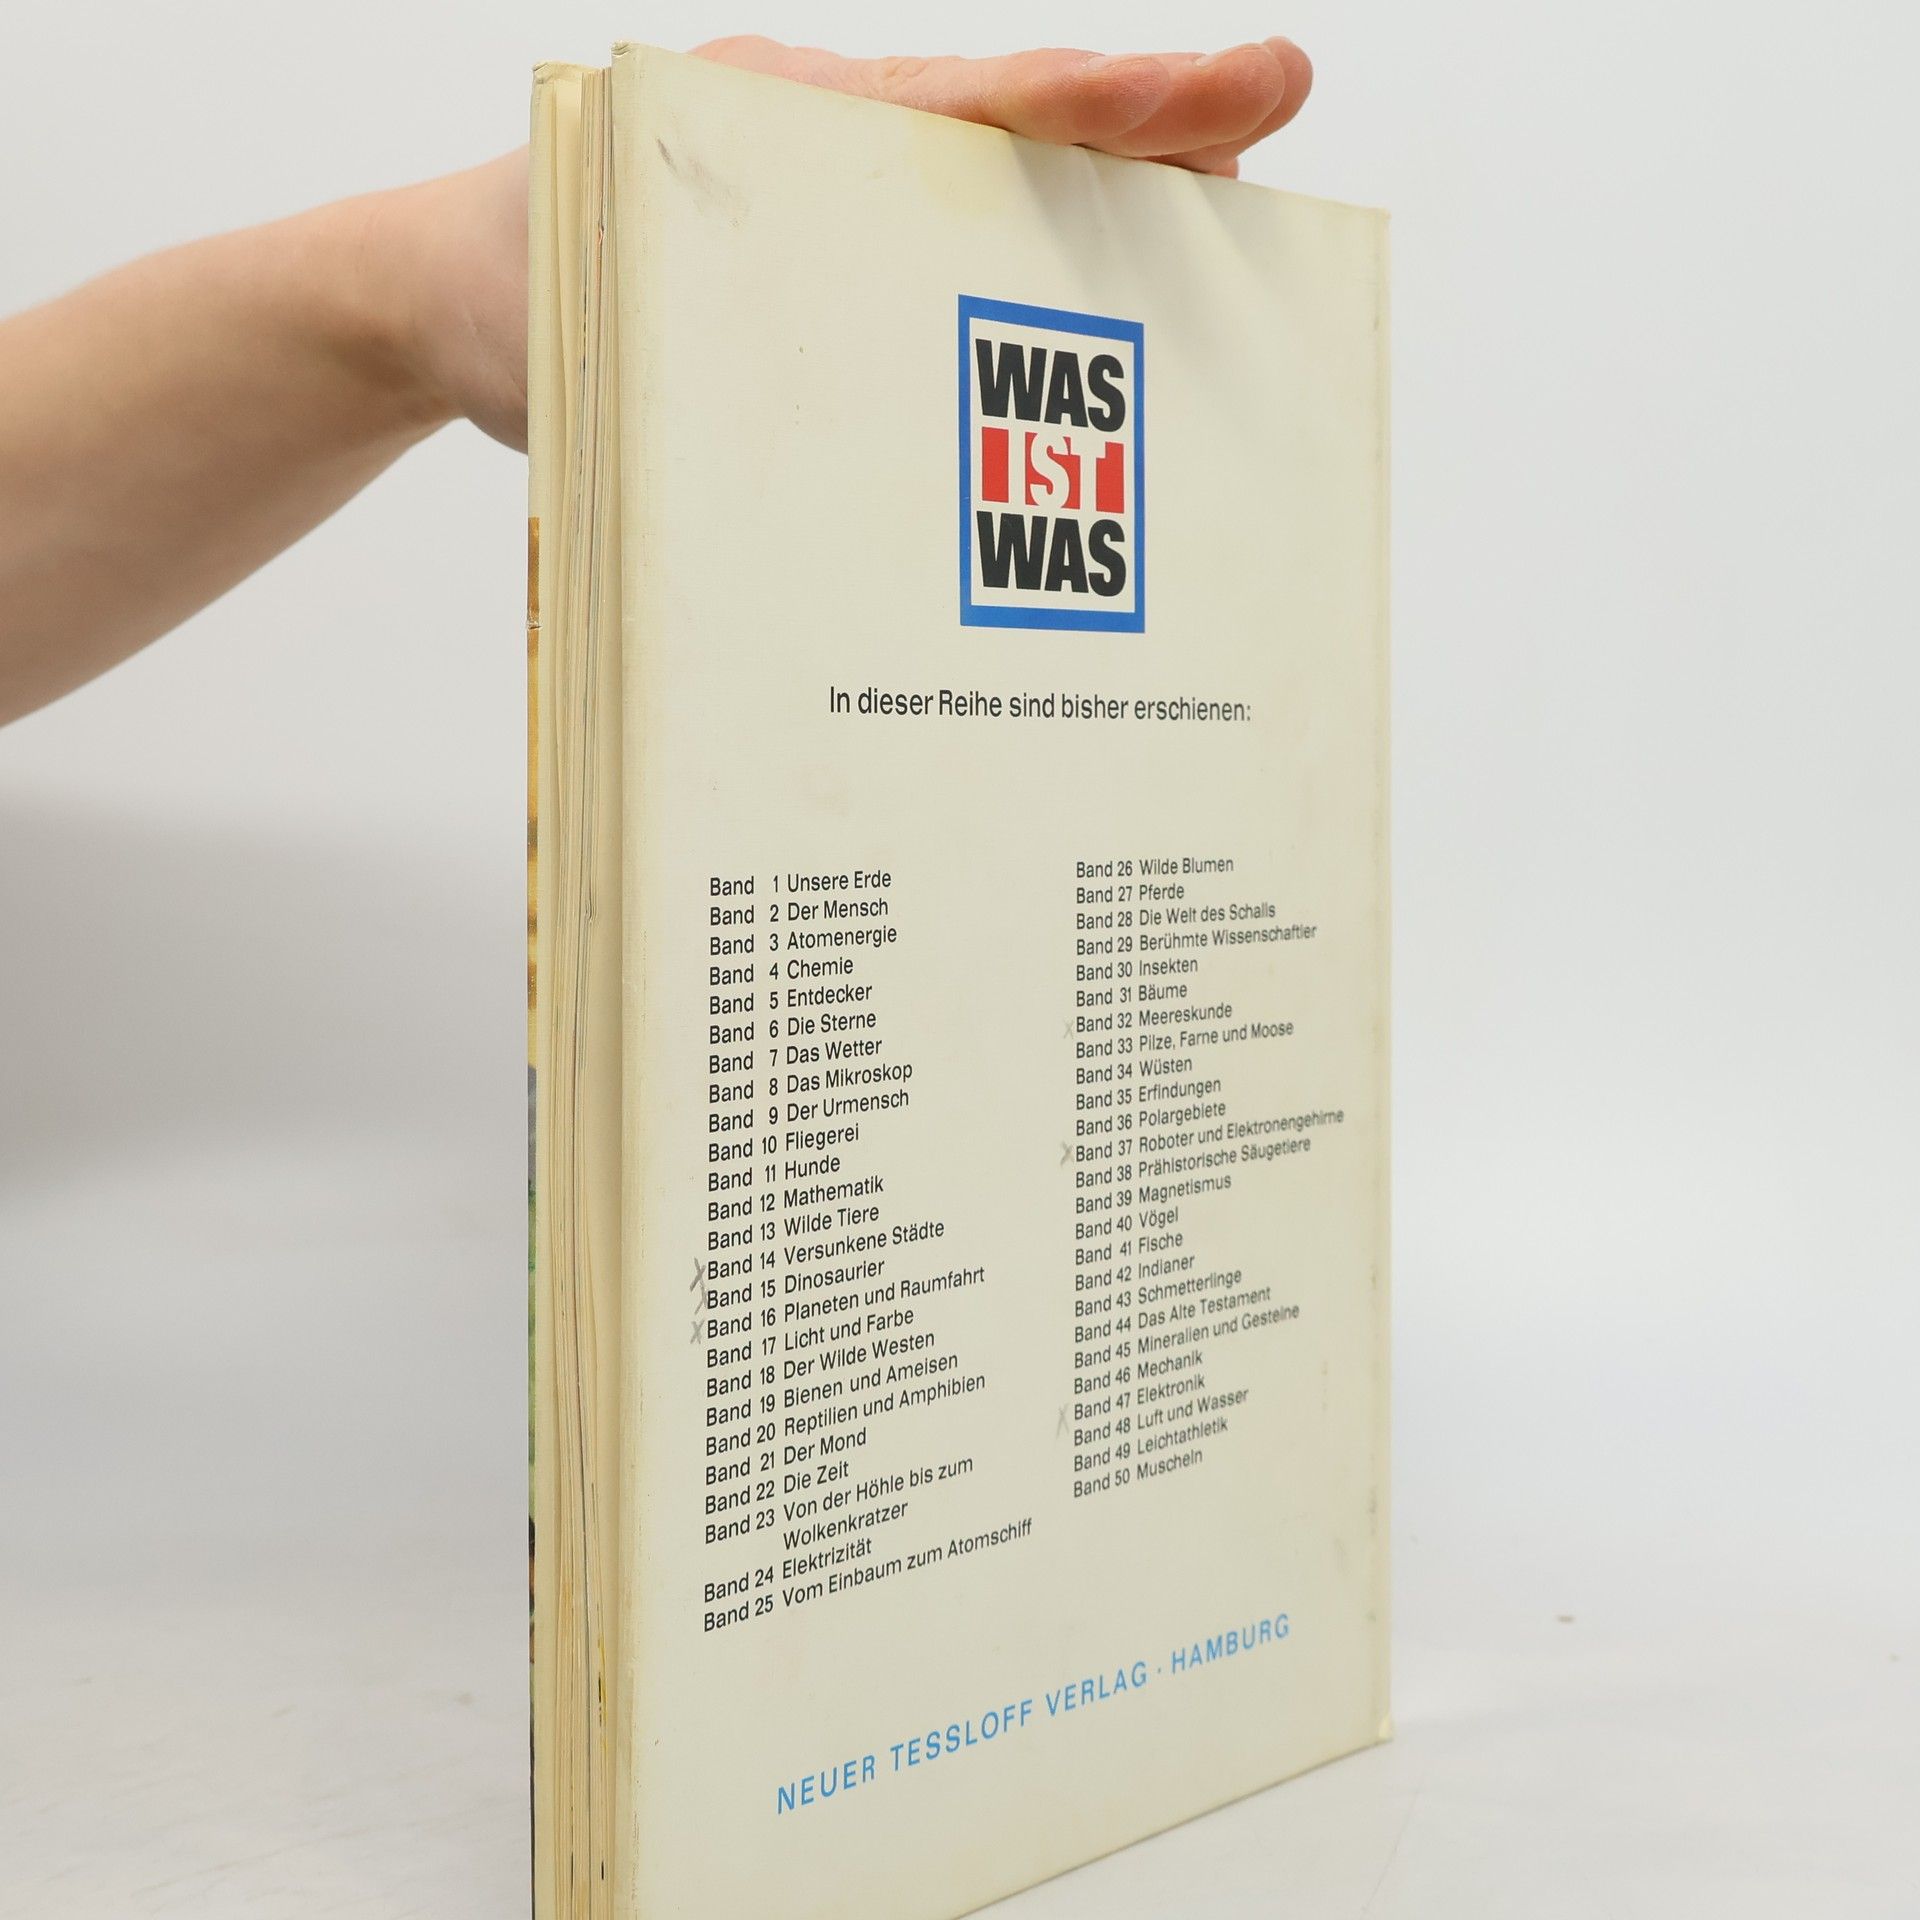 WAS
IST
WAS
In dieser Reihe sind bisher erschienen:
Band 1 Unsere Erde
Band 2 Der Mensch
Band 3 Atomenergie
Band 4 Chemie
Band 5 Entdecker
Band 6 Die Sterne
Band 7 Das Wetter
Band 8 Das Mikroskop
Band 9 Der Urmensch
Band 10 Fliegerei
Band 11 Hunde
Band 12 Mathematik
Band 13 Wilde Tiere
x Band 14 Versunkene Städte
x Band 15 Dinosaurier
x Band 16 Planeten und Raumfahrt
Band 17 Licht und Farbe
Band 18 Der Wilde Westen
Band 19 Bienen und Ameisen
Band 20 Reptilien und Amphibien
Band 21 Der Mond
Band 22 Die Zeit
Band 23 Von der Höhle bis zum
Wolkenkratzer
Band 24 Elektrizität
Band 25 Vom Einbaum zum Atomschiff
Band 26 Wilde Blumen
Band 27 Pferde
Band 28 Die Welt des Schalls
Band 29 Berühmte Wissenschaftler
Band 30 Insekten
Band 31 Bäume
x Band 32 Meereskunde
Band 33 Pilze, Farne und Moose
Band 34 Wüsten
Band 35 Erfindungen
Band 36 Polargebiete
x Band 37 Roboter und Elektronengehirne
Band 38 Prähistorische Säugetiere
Band 39 Magnetismus
Band 40 Vögel
Band 41 Fische
Band 42 Indianer
Band 43 Schmetterlinge
Band 44 Das Alte Testament
Band 45 Mineralien und Gesteine
Band 46 Mechanik
x Band 47 Elektronik
Band 48 Luft und Wasser
Band 49 Leichtathletik
Band 50 Muscheln
NEUER TESSLOFF VERLAG · HAMBURG